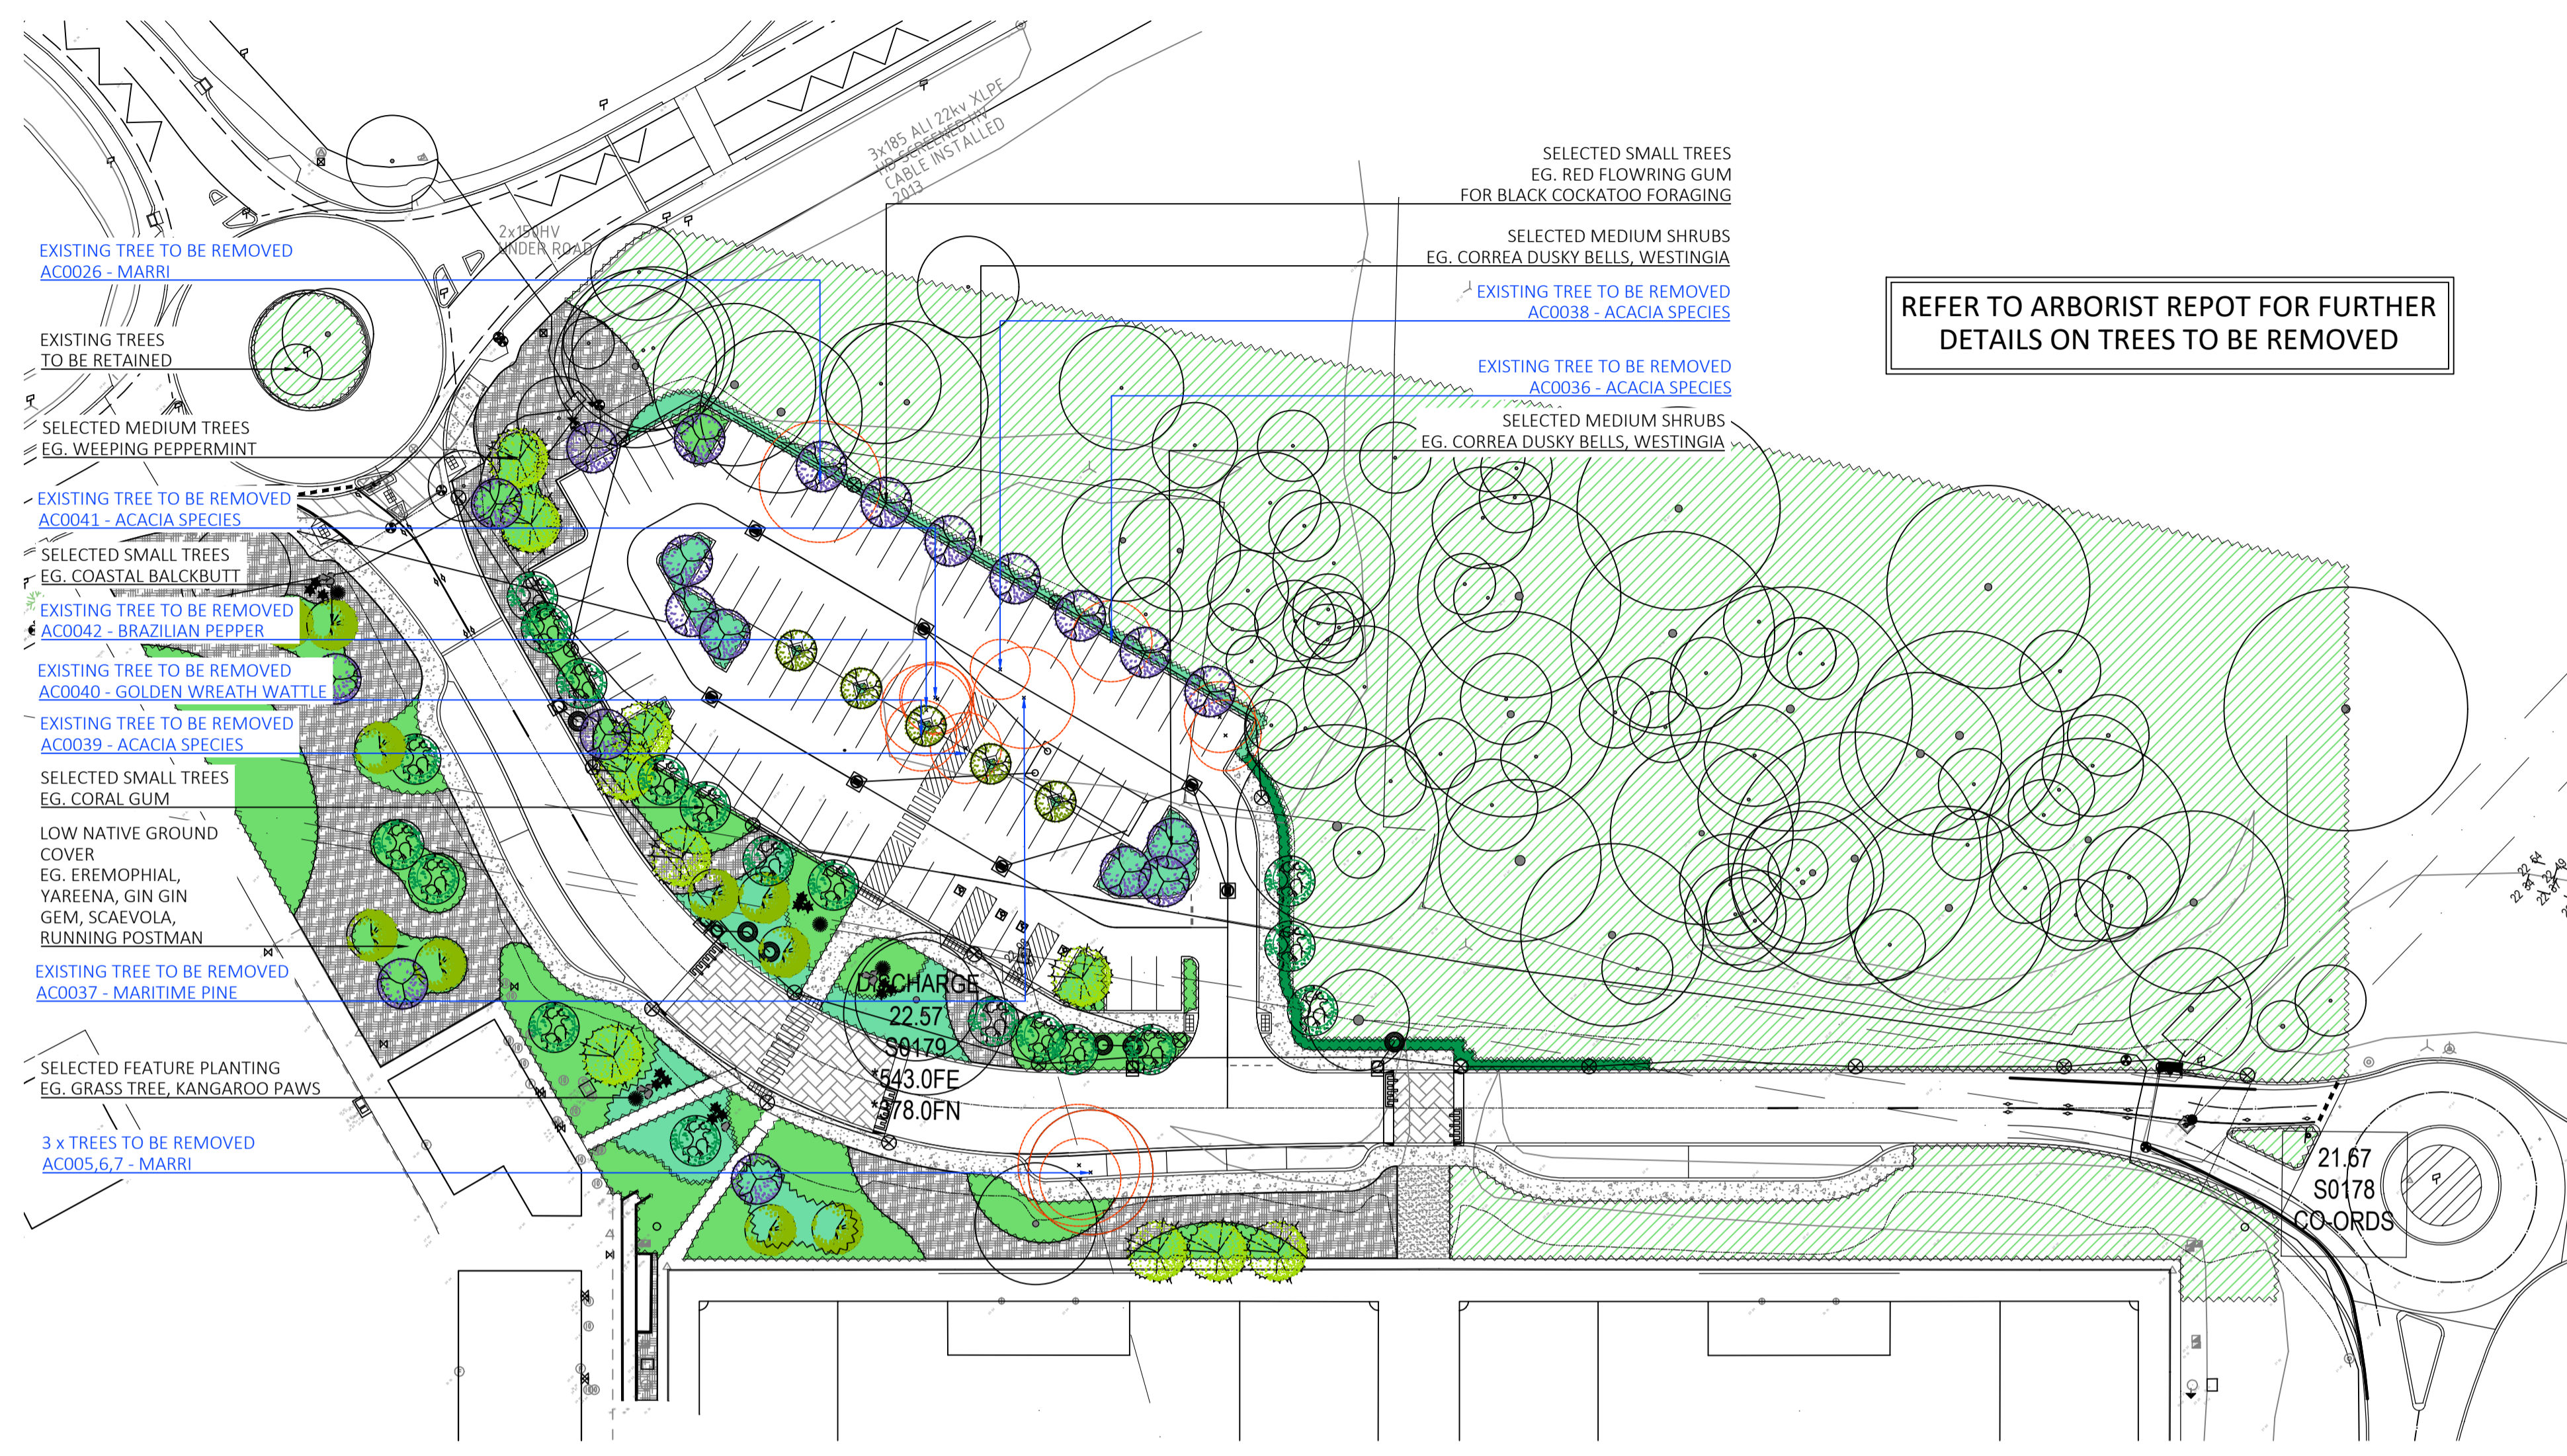 3x185 ALI 22kv XLPE
HD SCREENED HV
CABLE INSTALLED
2013
2x150HV
UNDER ROAD
SELECTED SMALL TREES
EG. RED FLOWRING GUM
FOR BLACK COCKATOO FORAGING
SELECTED MEDIUM SHRUBS
EG. CORREA DUSKY BELLS, WESTINGIA
EXISTING TREE TO BE REMOVED
AC0038 - ACACIA SPECIES
EXISTING TREE TO BE REMOVED
AC0036 - ACACIA SPECIES
SELECTED MEDIUM SHRUBS
EG. CORREA DUSKY BELLS, WESTINGIA
REFER TO ARBORIST REPOT FOR FURTHER
DETAILS ON TREES TO BE REMOVED
EXISTING TREE TO BE REMOVED
AC0026 - MARRI
EXISTING TREES
TO BE RETAINED
SELECTED MEDIUM TREES
EG. WEEPING PEPPERMINT
EXISTING TREE TO BE REMOVED
AC0041 - ACACIA SPECIES
SELECTED SMALL TREES
EG. COASTAL BALCKBUTT
EXISTING TREE TO BE REMOVED
AC0042 - BRAZILIAN PEPPER
EXISTING TREE TO BE REMOVED
AC0040 - GOLDEN WREATH WATTLE
EXISTING TREE TO BE REMOVED
AC0039 - ACACIA SPECIES
SELECTED SMALL TREES
EG. CORAL GUM
LOW NATIVE GROUND
COVER
EG. EREMOPHIAL,
YAREENA, GIN GIN
GEM, SCAEVOLA,
RUNNING POSTMAN
EXISTING TREE TO BE REMOVED
AC0037 - MARITIME PINE
SELECTED FEATURE PLANTING
EG. GRASS TREE, KANGAROO PAWS
3 x TREES TO BE REMOVED
AC005,6,7 - MARRI
DISCHARGE
22.57
S0179
*543.0FE
78.0FN
21.67
S0178
CO-ORDS